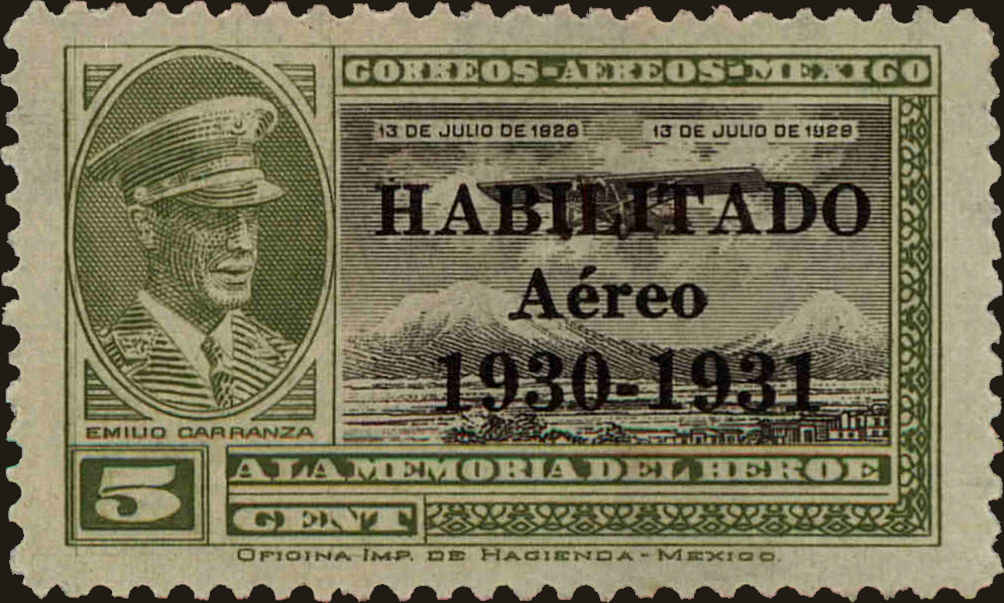 CORREOS-AEREOS-MEXICO
13 DE JULIO DE 1928 13 DE JULIO DE 1929
HABILITADO
Aéreo
1930-1931
EMILIO CARRANZA
5 A LA MEMORIA DEL HEROE
CENT
OFICINA IMP. DE HACIENDA-MEXICO.